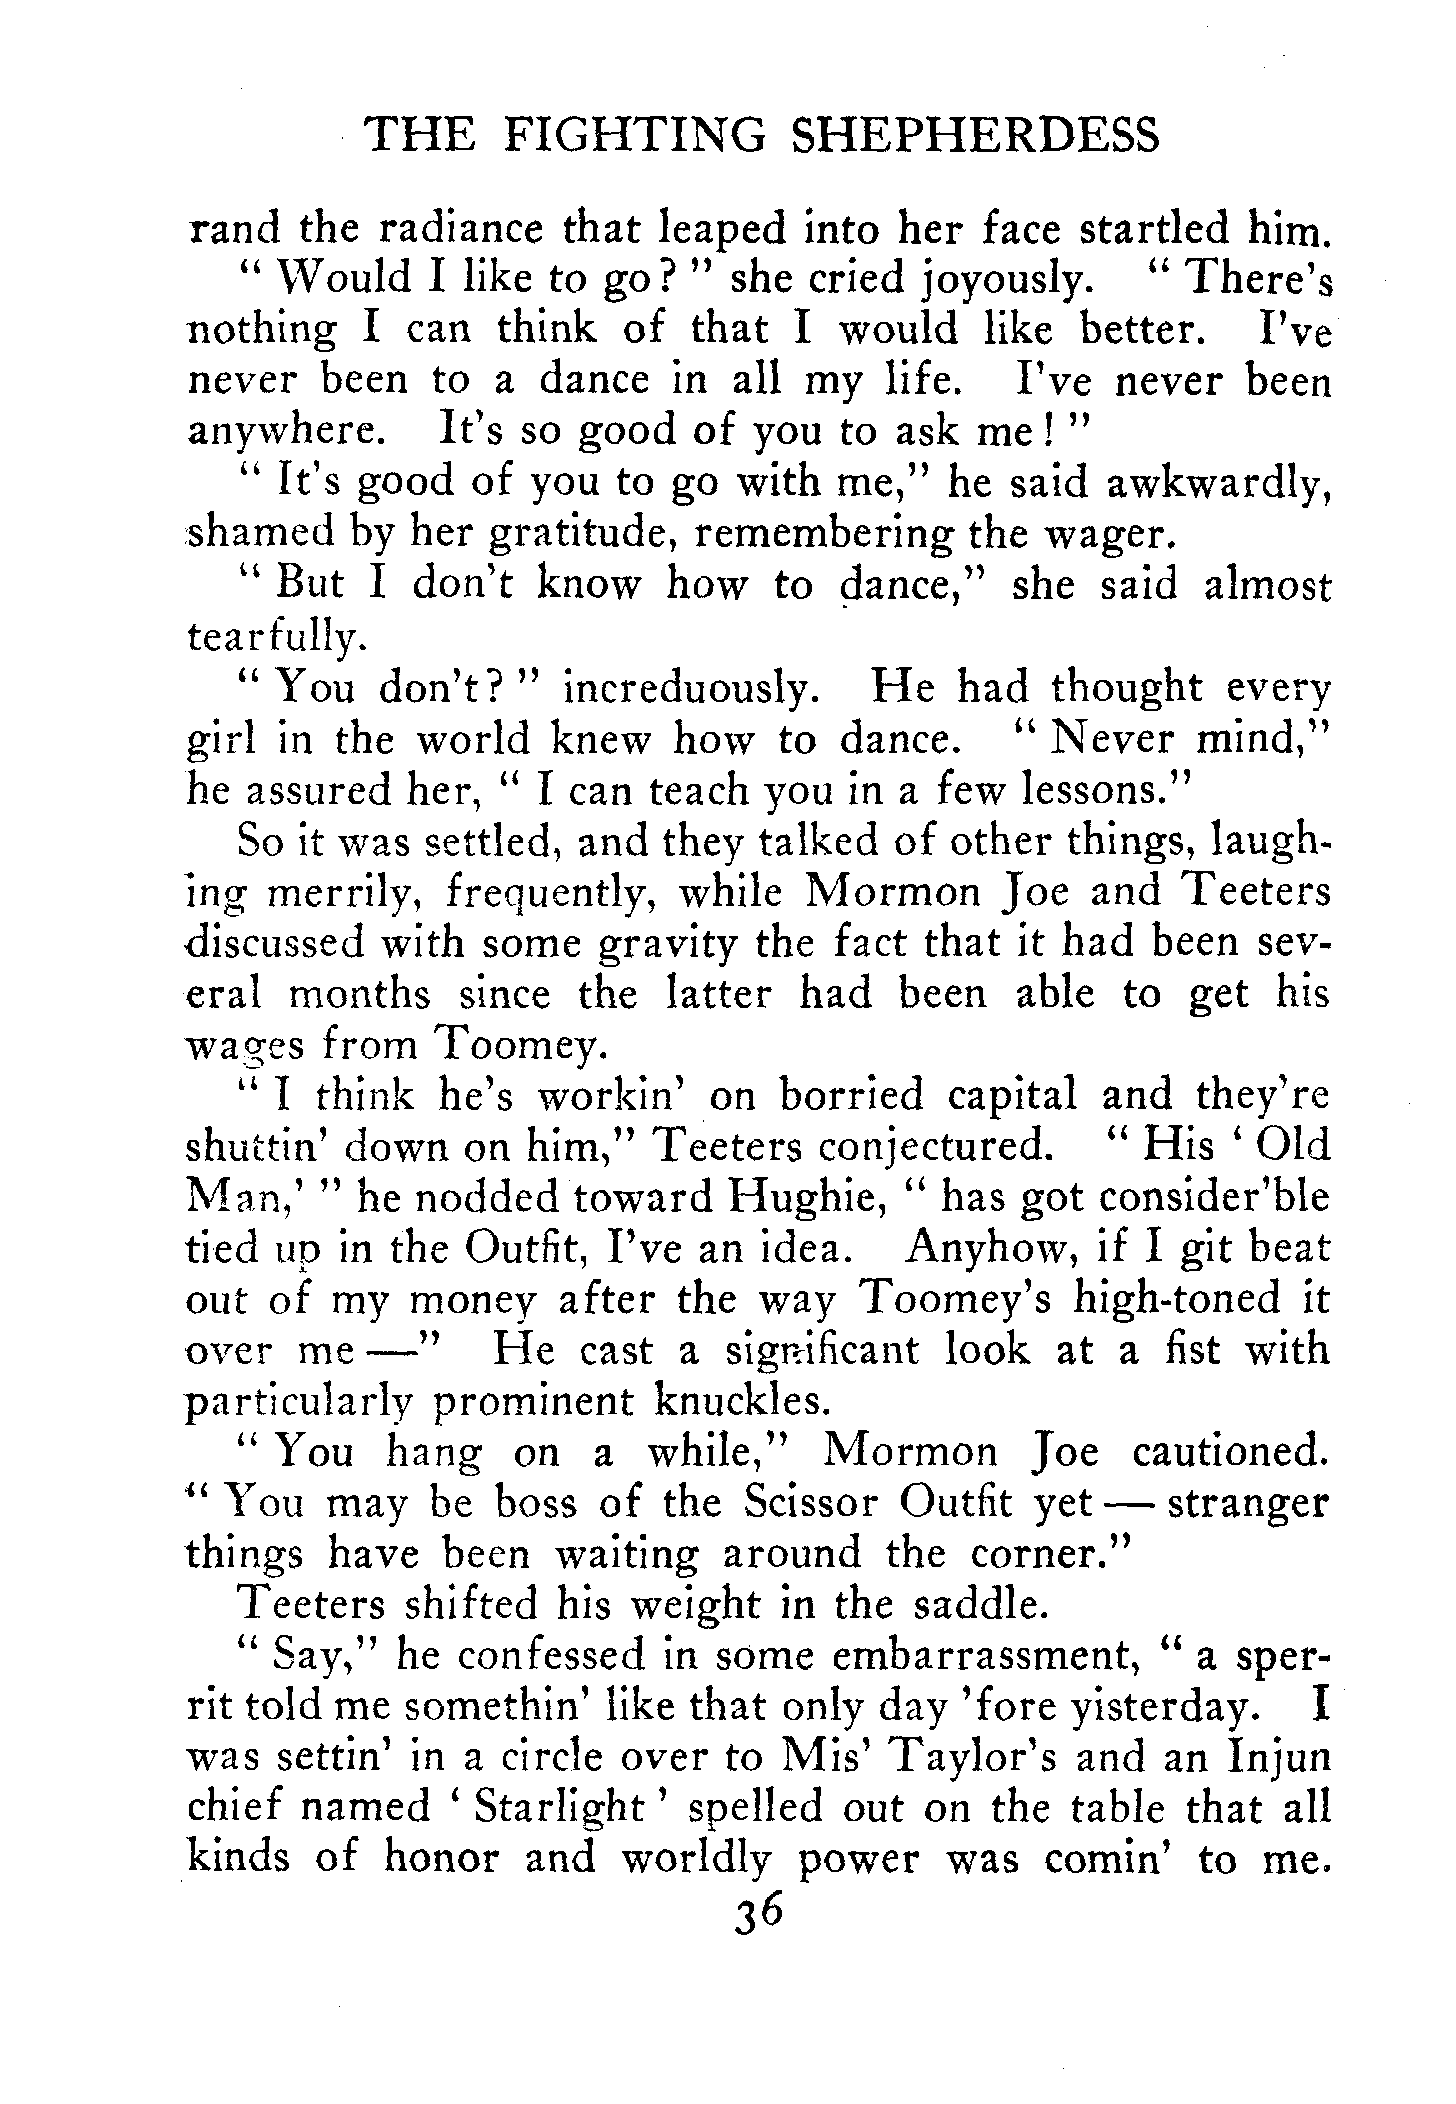 THE FIGHTING SHEPHERDESS
rand the radiance that leaped into her face startled him.
" Would I like to go? " she cried joyously. " There's
nothing I can think of that I would like better. I've
never been to a dance in all my life. I've never been
anywhere. It's so good of you to ask me! "
" It's good of you to go with me," he said awkwardly,
shamed by her gratitude, remembering the wager.
" But I don't know how to dance," she said almost
tearfully.
" You don't? " increduously. He had thought every
girl in the world knew how to dance. " Never mind,"
he assured her, " I can teach you in a few lessons."
So it was settled, and they talked of other things, laugh-
ing merrily, frequently, while Mormon Joe and Teeters
discussed with some gravity the fact that it had been sev-
eral months since the latter had been able to get his
wages from Toomey.
" I think he's workin' on borried capital and they're
shuttin' down on him," Teeters conjectured. " His ' Old
Man,' " he nodded toward Hughie, " has got consider'ble
tied up in the Outfit, I've an idea. Anyhow, if I git beat
out of my money after the way Toomey's high-toned it
over me —" He cast a significant look at a fist with
particularly prominent knuckles.
" You hang on a while," Mormon Joe cautioned.
" You may be boss of the Scissor Outfit yet — stranger
things have been waiting around the corner."
Teeters shifted his weight in the saddle.
" Say," he confessed in some embarrassment, " a sper-
rit told me somethin' like that only day 'fore yisterday. I
was settin' in a circle over to Mis' Taylor's and an Injun
chief named ' Starlight ' spelled out on the table that all
kinds of honor and worldly power was comin' to me.
36